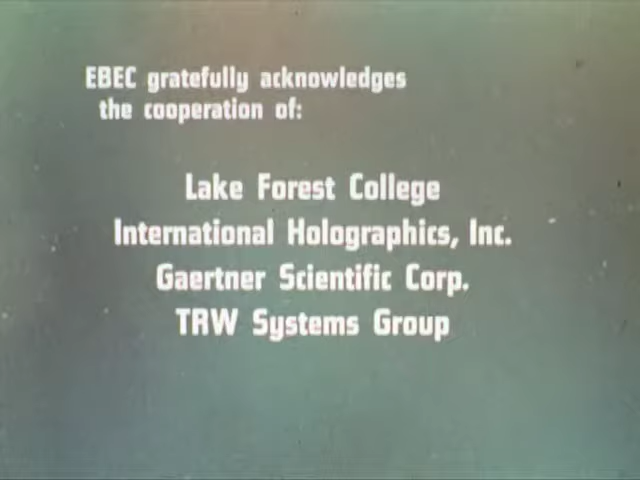 EBEC gratefully acknowledges
the cooperation of:
Lake Forest College
International Holographics, Inc.
Gaertner Scientific Corp.
TRW Systems Group